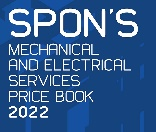 SPON'S
MECHANICAL
AND ELECTRICAL
SERVICES
PRICE BOOK
2022